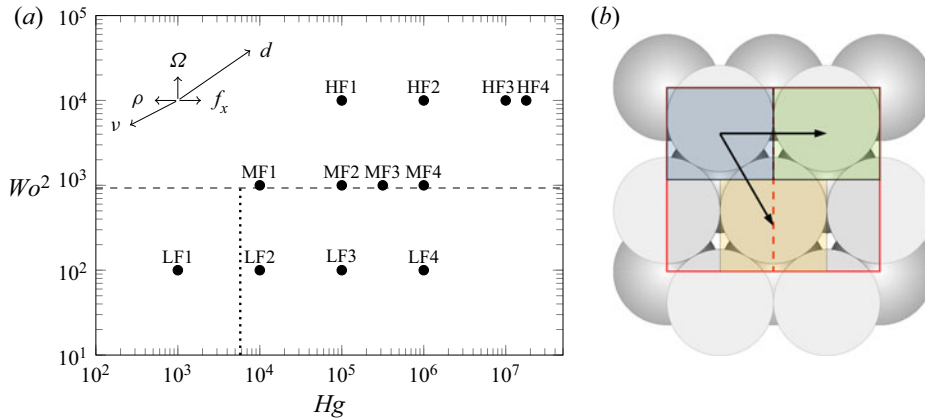 (a)
10^5
10^4
10^3
10^2
10^1
Wo^2
Ω
d
ρ
f_x
ν
HF1 HF2 HF3 HF4
MF1 MF2 MF3 MF4
LF1 LF2 LF3 LF4
10^2 10^3 10^4 10^5 10^6 10^7
Hg
(b)